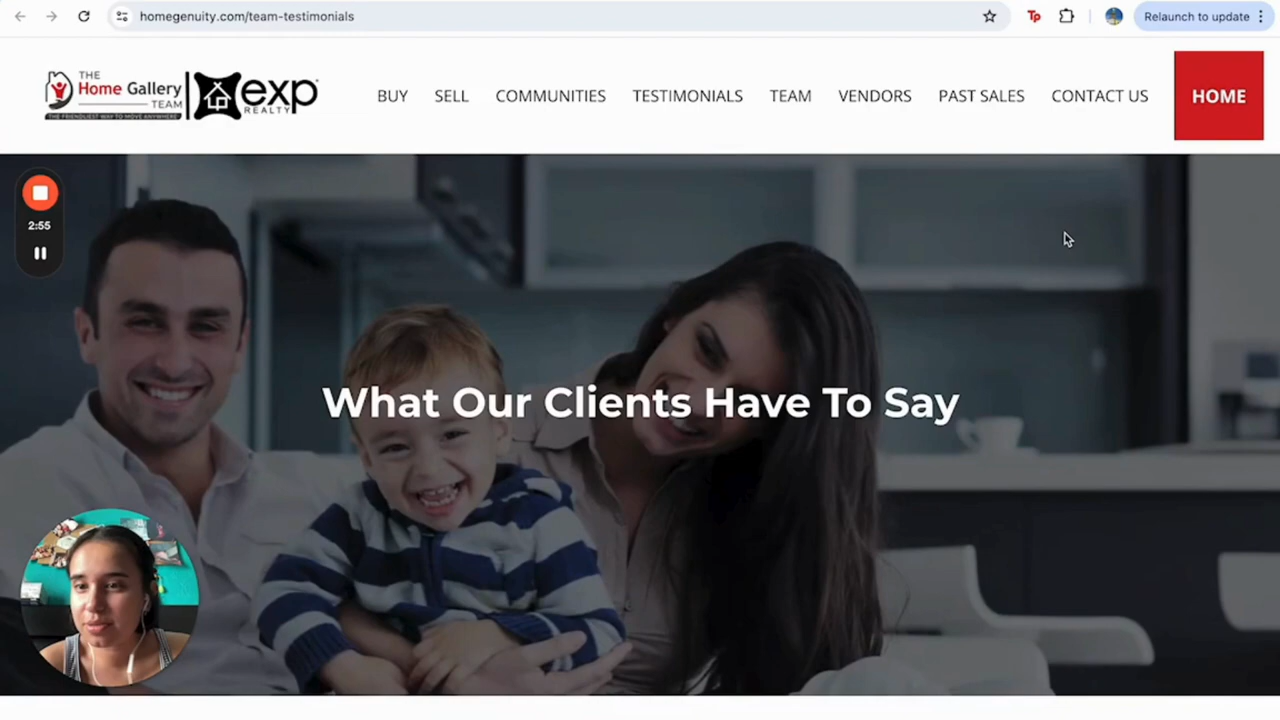 homegenuity.com/team-testimonials
Tp
Relaunch to update
THE
Home Gallery
TEAM
THE FRIENDLIEST WAY TO MOVE ANYWHERE
exp
REALTY
BUY
SELL
COMMUNITIES
TESTIMONIALS
TEAM
VENDORS
PAST SALES
CONTACT US
HOME
2:55
What Our Clients Have To Say